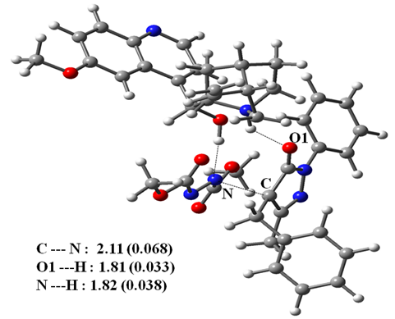 O1
C
N
C --- N : 2.11 (0.068)
O1 ---H : 1.81 (0.033)
N ---H : 1.82 (0.038)